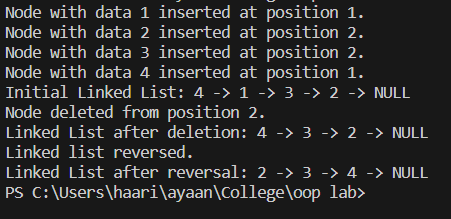 Node with data 1 inserted at position 1.
Node with data 2 inserted at position 2.
Node with data 3 inserted at position 2.
Node with data 4 inserted at position 1.
Initial Linked List: 4 -> 1 -> 3 -> 2 -> NULL
Node deleted from position 2.
Linked List after deletion: 4 -> 3 -> 2 -> NULL
Linked list reversed.
Linked List after reversal: 2 -> 3 -> 4 -> NULL
PS C:\Users\haari\ayaan\College\oop lab>